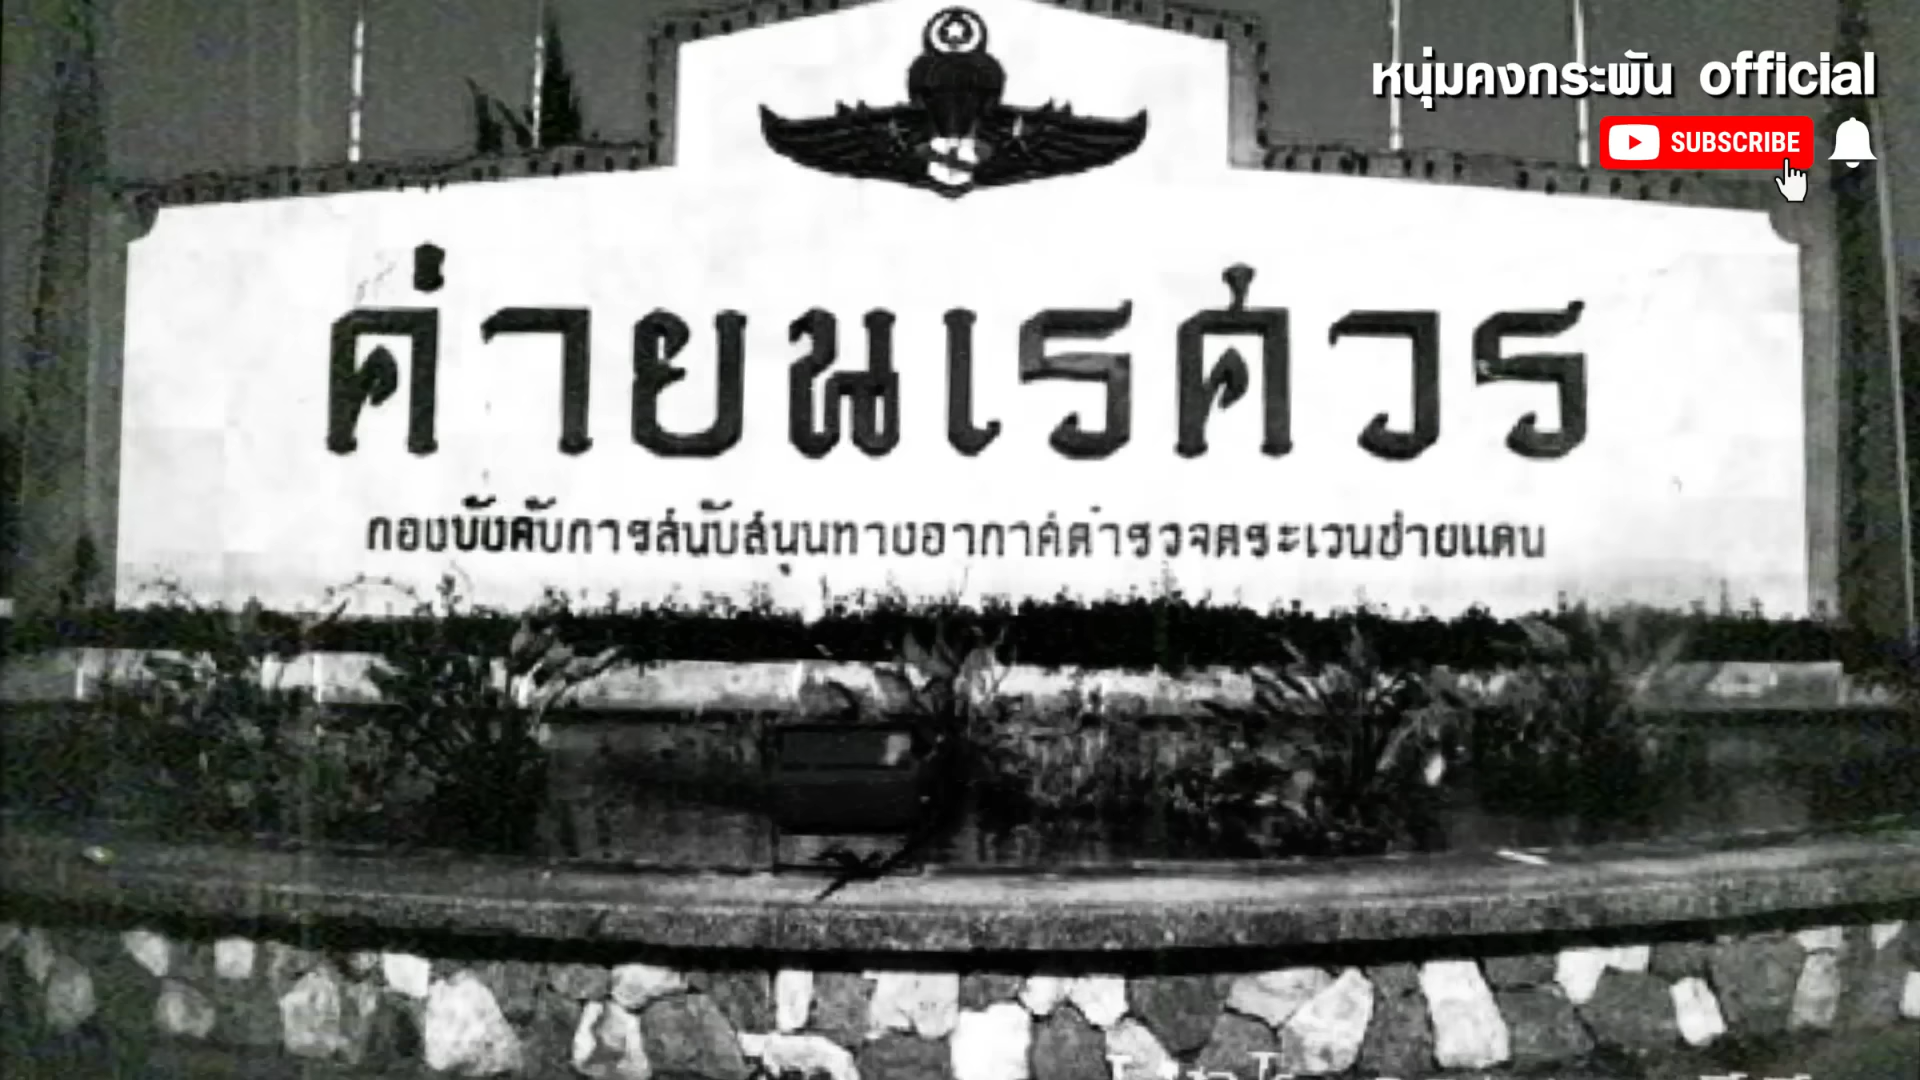 หนุ่มคงกระพัน official
SUBSCRIBE
ค่ายนเรศวร
กองบังคับการสนับสนุนทางอากาศตำรวจตระเวนชายแดน